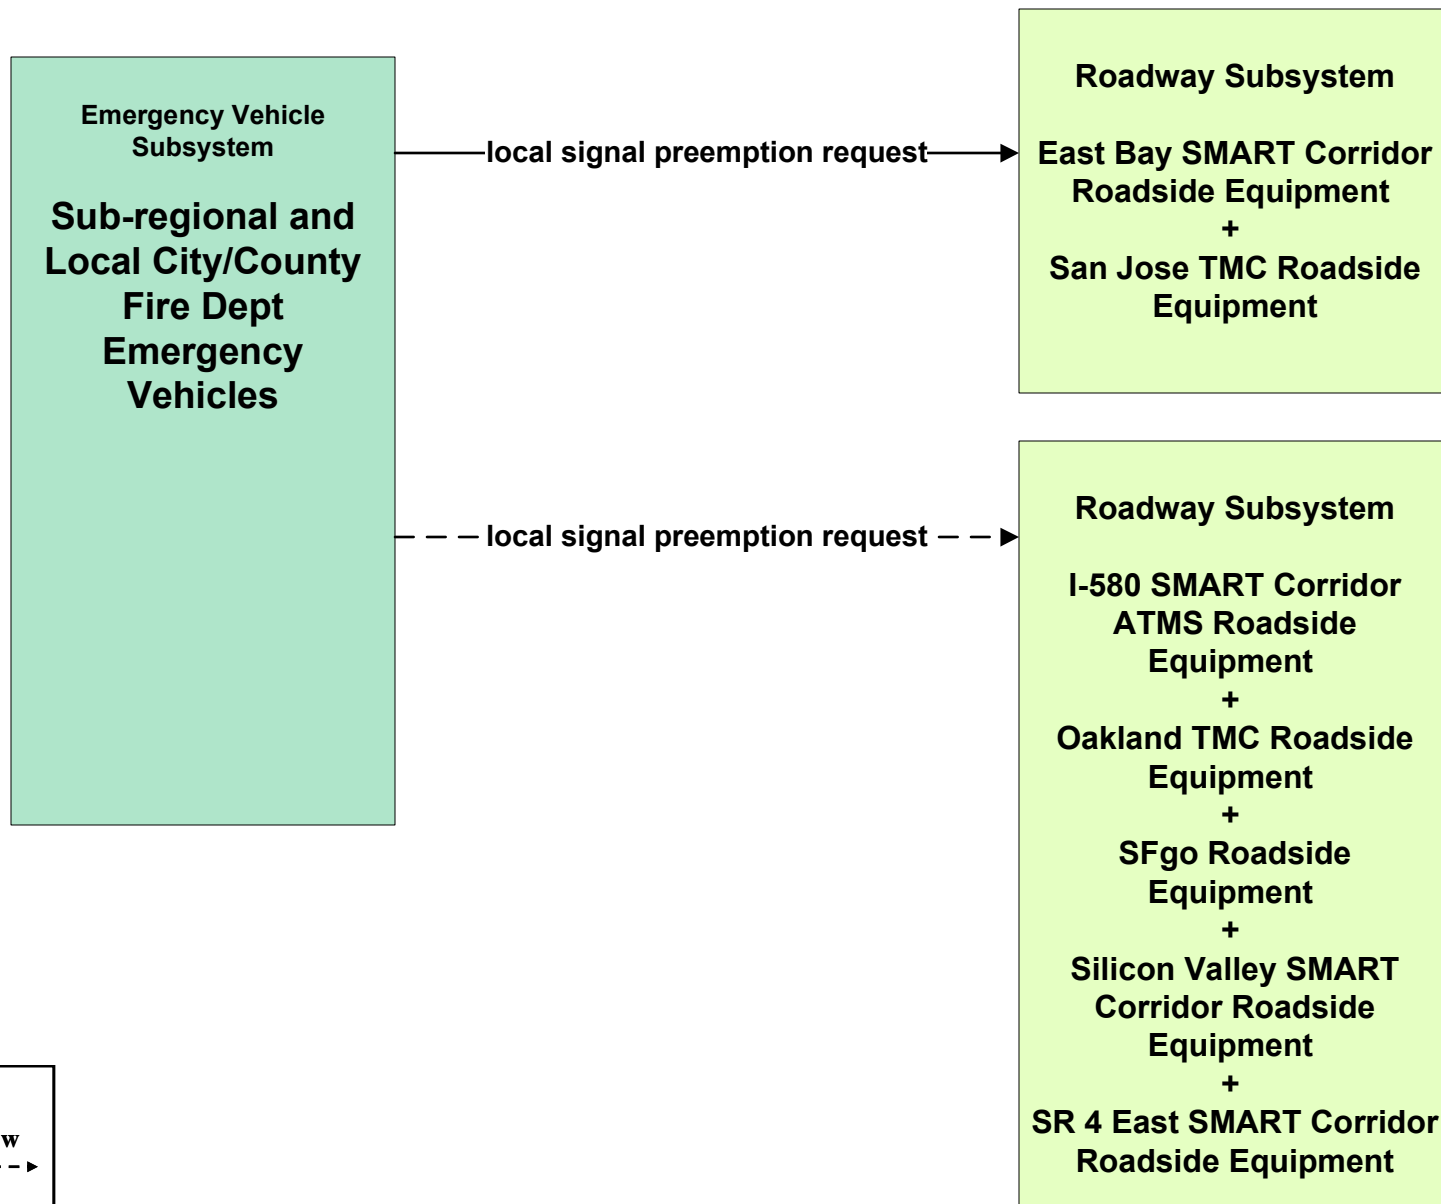 Emergency Vehicle
Subsystem
Sub-regional and
Local City/County
Fire Dept
Emergency
Vehicles
local signal preemption request
Roadway Subsystem
East Bay SMART Corridor
Roadside Equipment
+
San Jose TMC Roadside
Equipment
local signal preemption request
Roadway Subsystem
I-580 SMART Corridor
ATMS Roadside
Equipment
+
Oakland TMC Roadside
Equipment
+
SFgo Roadside
Equipment
+
Silicon Valley SMART
Corridor Roadside
Equipment
+
SR 4 East SMART Corridor
Roadside Equipment
w